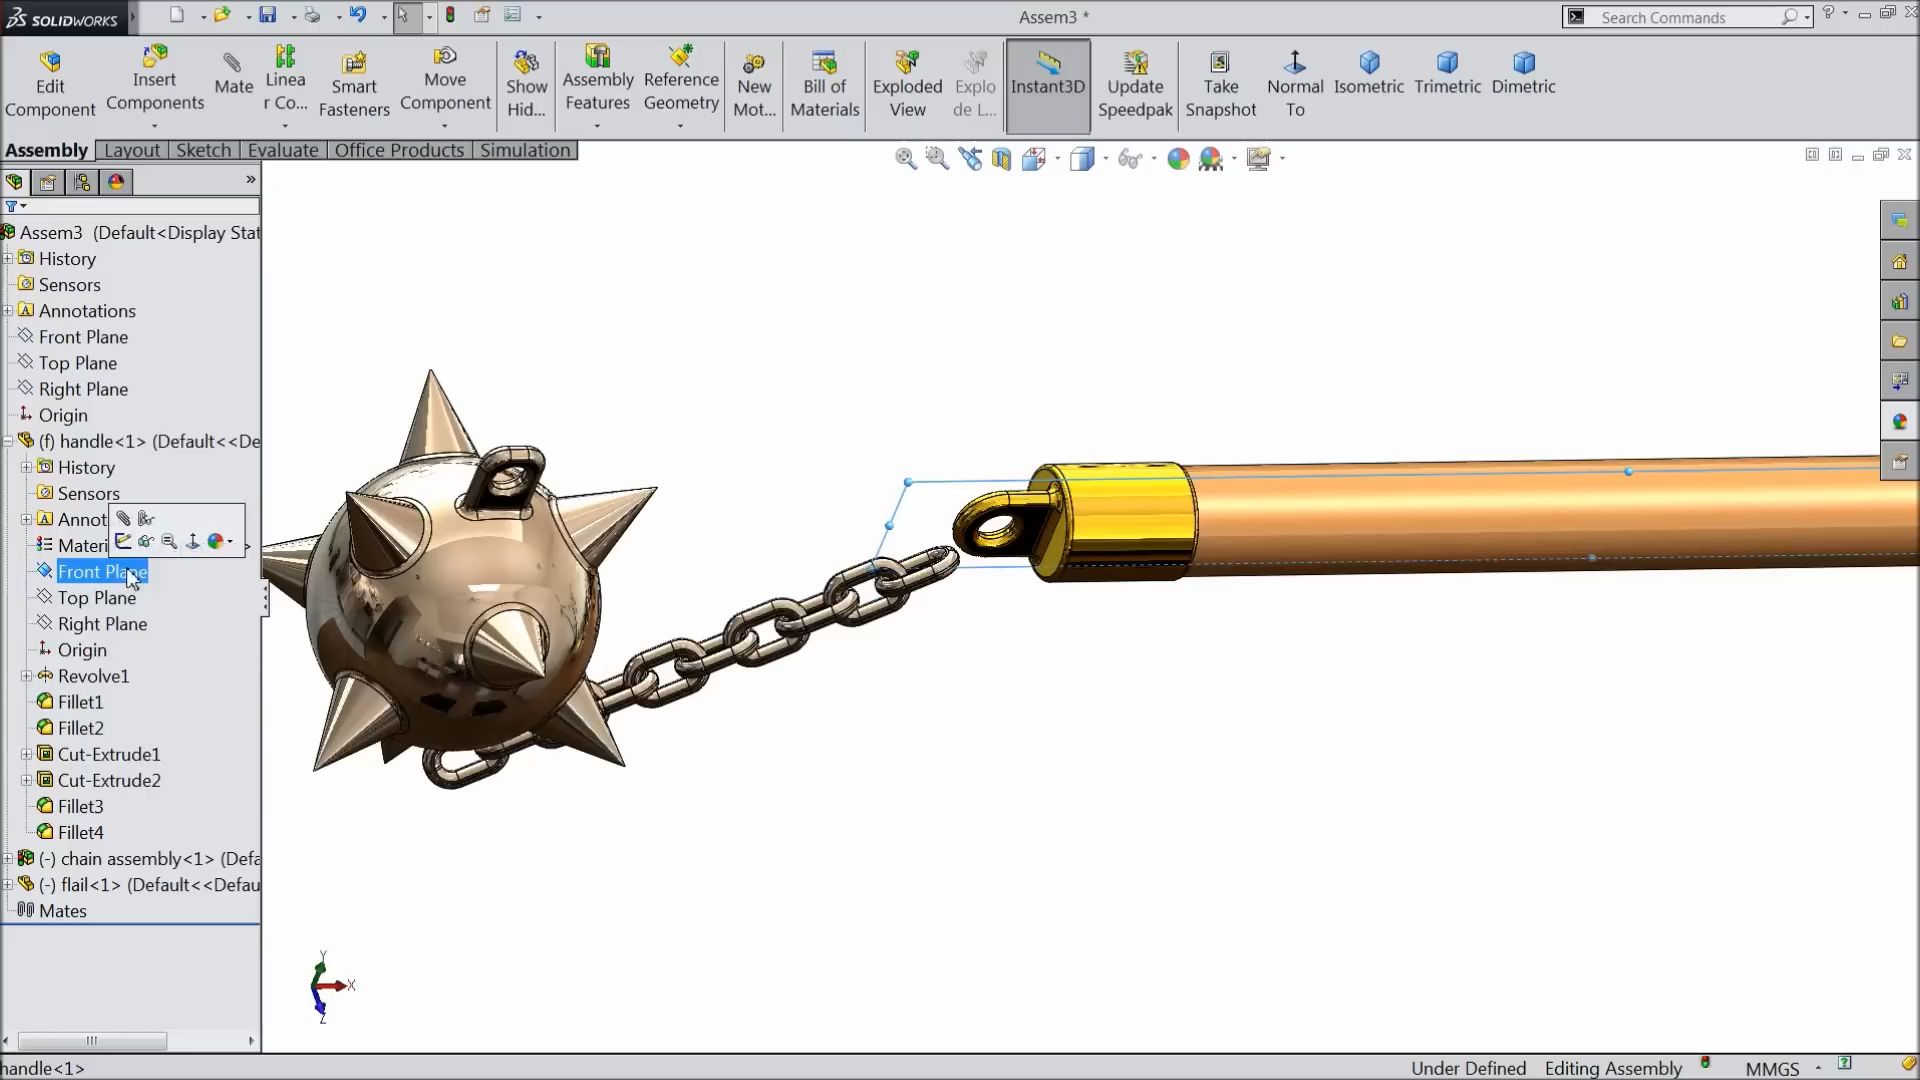 SOLIDWORKS
Assem3 *
Search Commands
Edit Component
Insert Components
Mate
Linea r Co...
Smart Fasteners
Move Component
Show Hid...
Assembly Features
Reference Geometry
New Mot...
Bill of Materials
Exploded View
Explo de L...
Instant3D
Update Speedpak
Take Snapshot
Normal To
Isometric
Trimetric
Dimetric
Assembly
Layout
Sketch
Evaluate
Office Products
Simulation
Assem3 (Default<Display Stat
History
Sensors
Annotations
Front Plane
Top Plane
Right Plane
Origin
(f) handle<1> (Default<<De
History
Sensors
Annot
Materi
Front Plane
Top Plane
Right Plane
Origin
Revolve1
Fillet1
Fillet2
Cut-Extrude1
Cut-Extrude2
Fillet3
Fillet4
(-) chain assembly<1> (Defa
(-) flail<1> (Default<<Defau
Mates
Y
X
Z
handle<1>
Under Defined
Editing Assembly
MMGS